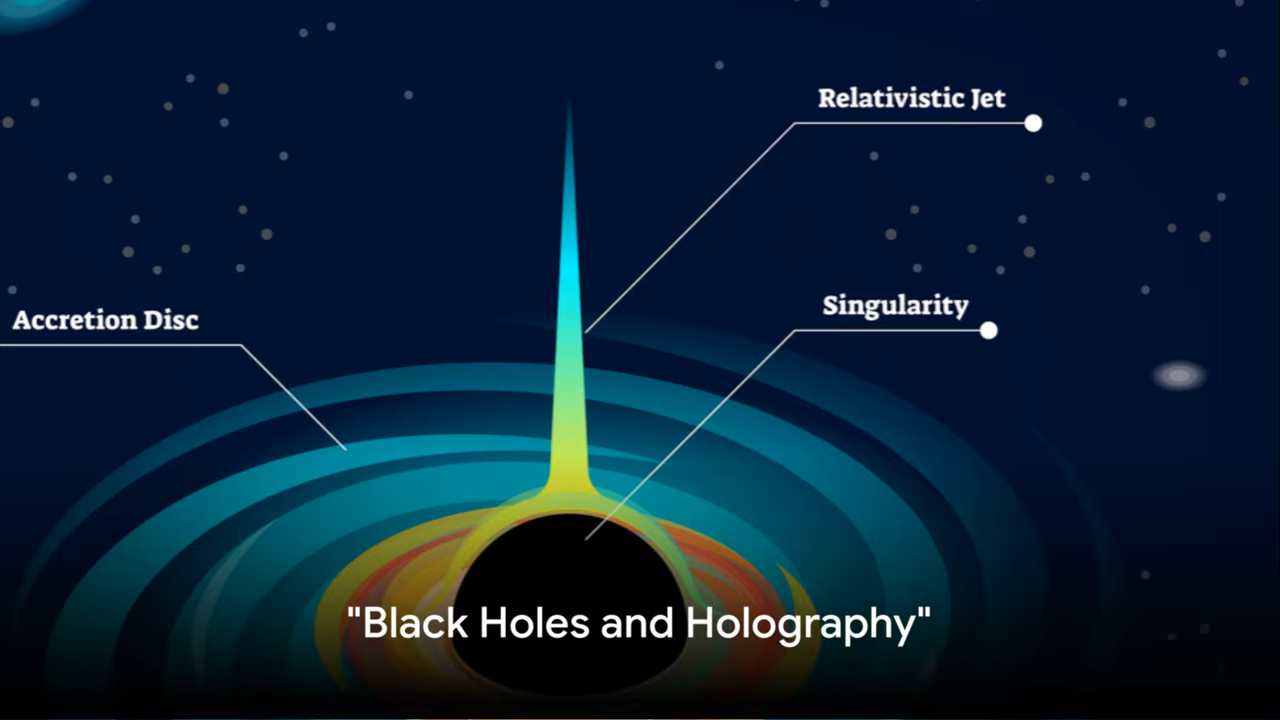 Relativistic Jet
Singularity
Accretion Disc
"Black Holes and Holography"